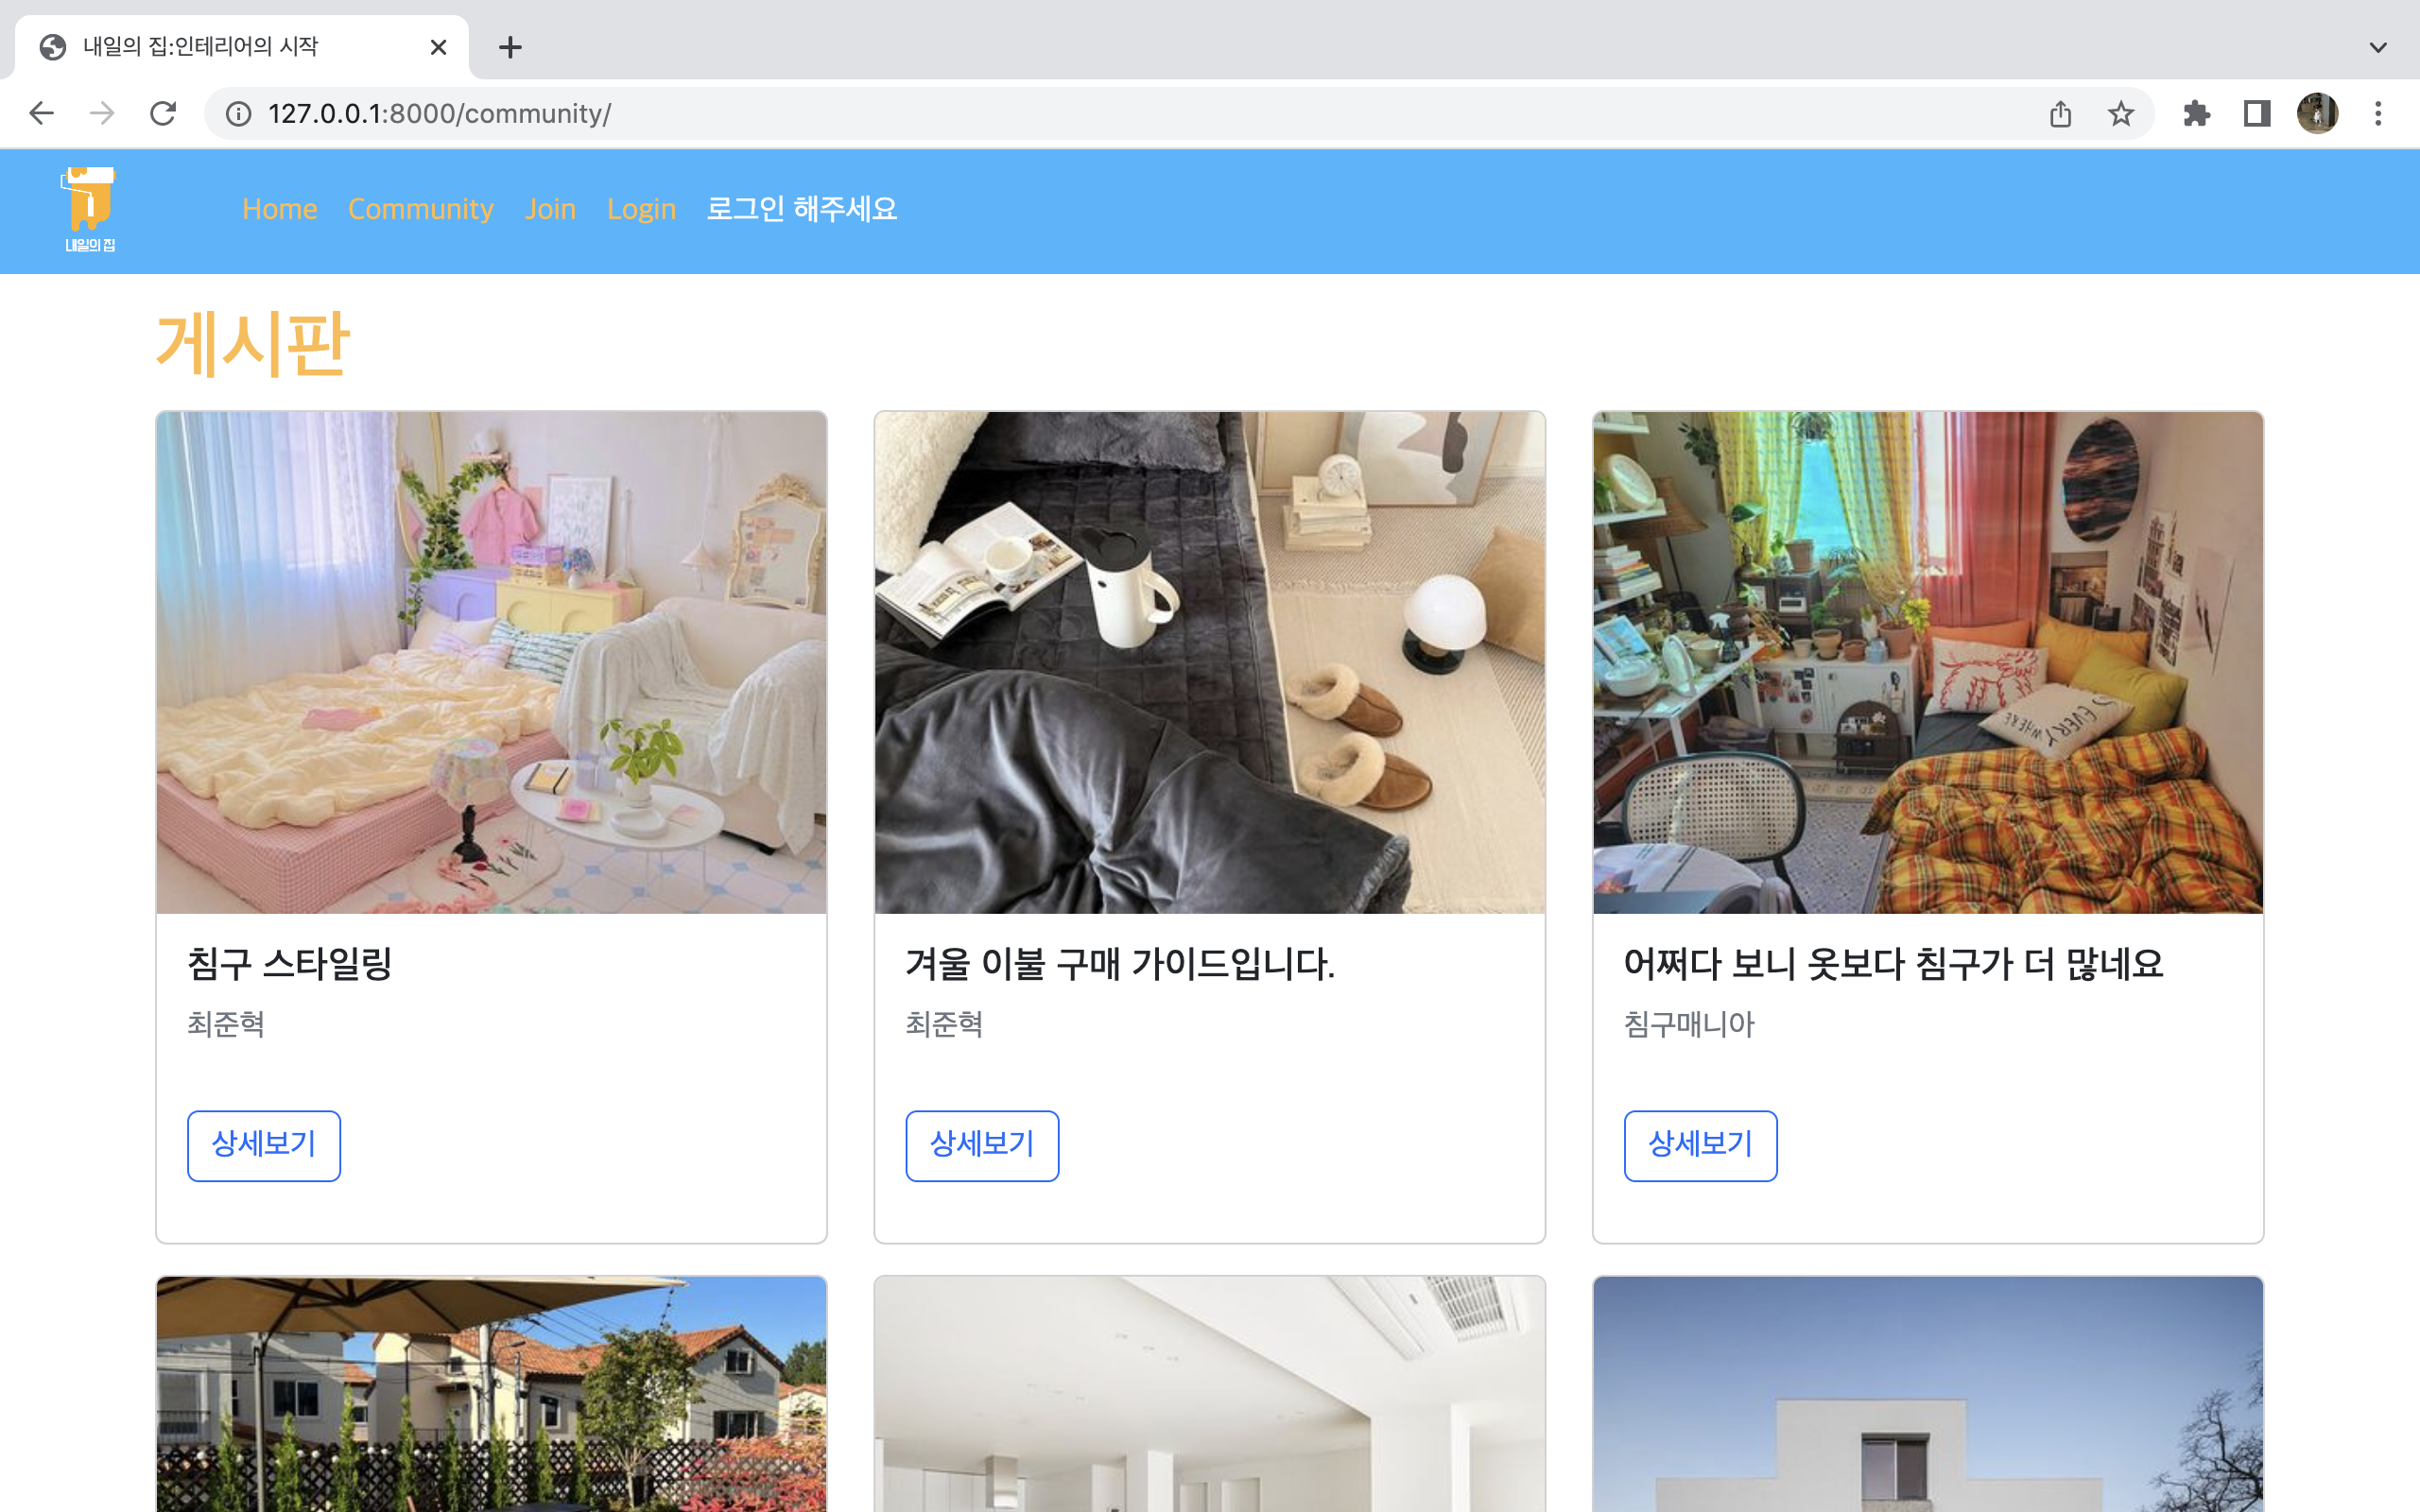 내일의 집:인테리어의 시작
127.0.0.1:8000/community/
내일의 집
Home Community Join Login 로그인 해주세요
게시판
EVERY
WHERE
침구 스타일링
최준혁
상세보기
겨울 이불 구매 가이드입니다.
최준혁
상세보기
어쩌다 보니 옷보다 침구가 더 많네요
침구매니아
상세보기